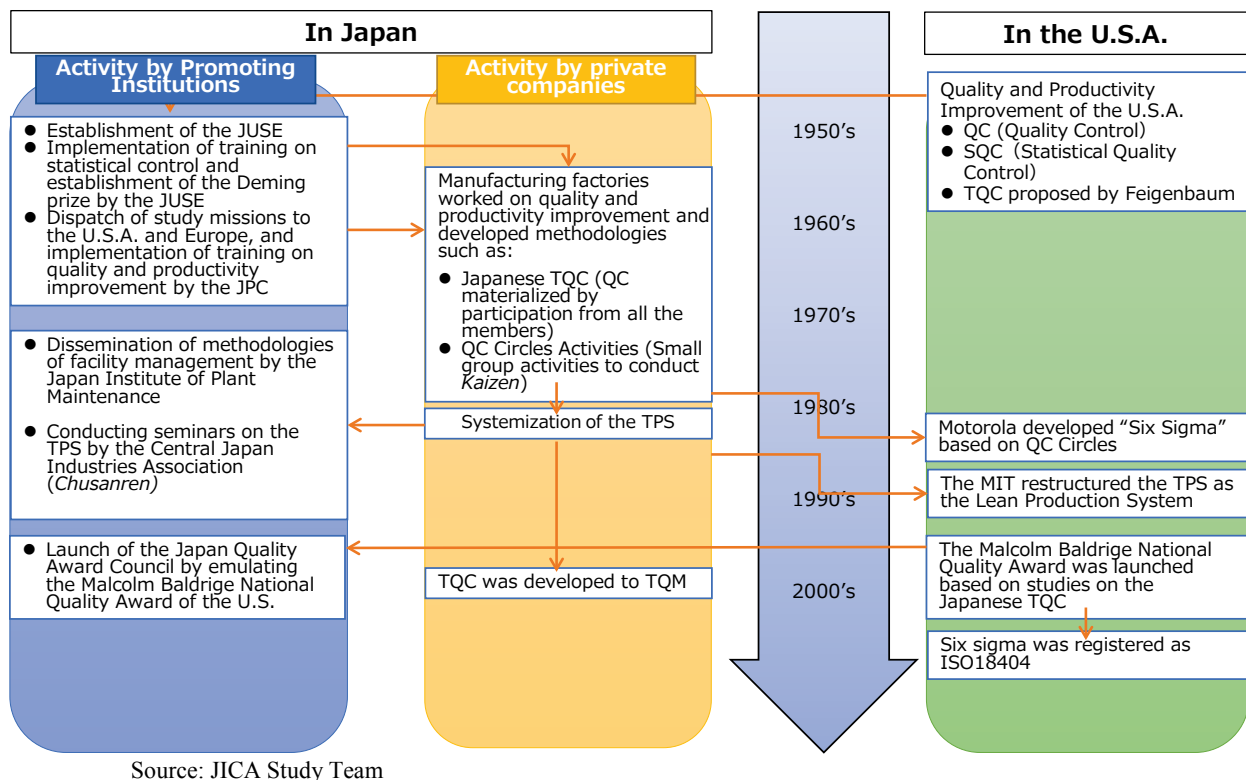 In Japan
Activity by Promoting
Institutions
● Establishment of the JUSE
● Implementation of training on
statistical control and
establishment of the Deming
prize by the JUSE
● Dispatch of study missions to
the U.S.A. and Europe, and
implementation of training on
quality and productivity
improvement by the JPC
● Dissemination of methodologies
of facility management by the
Japan Institute of Plant
Maintenance
● Conducting seminars on the
TPS by the Central Japan
Industries Association
(Chusanren)
● Launch of the Japan Quality
Award Council by emulating
the Malcolm Baldrige National
Quality Award of the U.S.
Activity by private
companies
Manufacturing factories
worked on quality and
productivity improvement and
developed methodologies
such as:
● Japanese TQC (QC
materialized by
participation from all the
members)
● QC Circles Activities (Small
group activities to conduct
Kaizen)
Systemization of the TPS
TQC was developed to TQM
1950's
1960's
1970's
1980's
1990's
2000's
In the U.S.A.
Quality and Productivity
Improvement of the U.S.A.
● QC (Quality Control)
● SQC (Statistical Quality
Control)
● TQC proposed by Feigenbaum
Motorola developed “Six Sigma”
based on QC Circles
The MIT restructured the TPS as
the Lean Production System
The Malcolm Baldrige National
Quality Award was launched
based on studies on the
Japanese TQC
Six sigma was registered as
ISO18404
Source: JICA Study Team